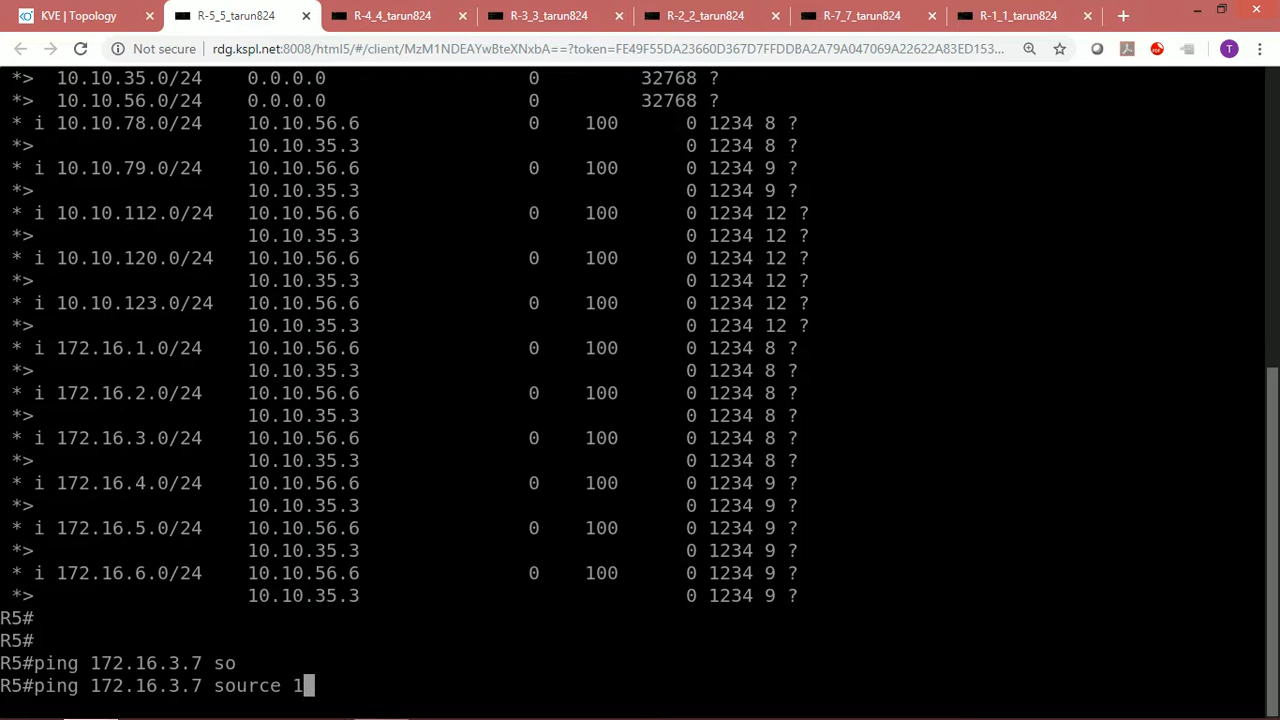 KVE | Topology
R-5_5_tarun824
R-4_4_tarun824
R-3_3_tarun824
R-2_2_tarun824
R-7_7_tarun824
R-1_1_tarun824
Not secure
rdg.kspl.net:8008/html5/#/client/MzM1NDEAYwBteXNxbA==?token=FE49F55DA23660D367D7FFDDBA2A79A047069A22622A83ED153...
T
*> 10.10.35.0/24 0.0.0.0 0 32768 ?
*> 10.10.56.0/24 0.0.0.0 0 32768 ?
* i 10.10.78.0/24 10.10.56.6 0 100 0 1234 8 ?
*> 10.10.35.3 0 1234 8 ?
* i 10.10.79.0/24 10.10.56.6 0 100 0 1234 9 ?
*> 10.10.35.3 0 1234 9 ?
* i 10.10.112.0/24 10.10.56.6 0 100 0 1234 12 ?
*> 10.10.35.3 0 1234 12 ?
* i 10.10.120.0/24 10.10.56.6 0 100 0 1234 12 ?
*> 10.10.35.3 0 1234 12 ?
* i 10.10.123.0/24 10.10.56.6 0 100 0 1234 12 ?
*> 10.10.35.3 0 1234 12 ?
* i 172.16.1.0/24 10.10.56.6 0 100 0 1234 8 ?
*> 10.10.35.3 0 1234 8 ?
* i 172.16.2.0/24 10.10.56.6 0 100 0 1234 8 ?
*> 10.10.35.3 0 1234 8 ?
* i 172.16.3.0/24 10.10.56.6 0 100 0 1234 8 ?
*> 10.10.35.3 0 1234 8 ?
* i 172.16.4.0/24 10.10.56.6 0 100 0 1234 9 ?
*> 10.10.35.3 0 1234 9 ?
* i 172.16.5.0/24 10.10.56.6 0 100 0 1234 9 ?
*> 10.10.35.3 0 1234 9 ?
* i 172.16.6.0/24 10.10.56.6 0 100 0 1234 9 ?
*> 10.10.35.3 0 1234 9 ?
R5#
R5#
R5#ping 172.16.3.7 so
R5#ping 172.16.3.7 source 1